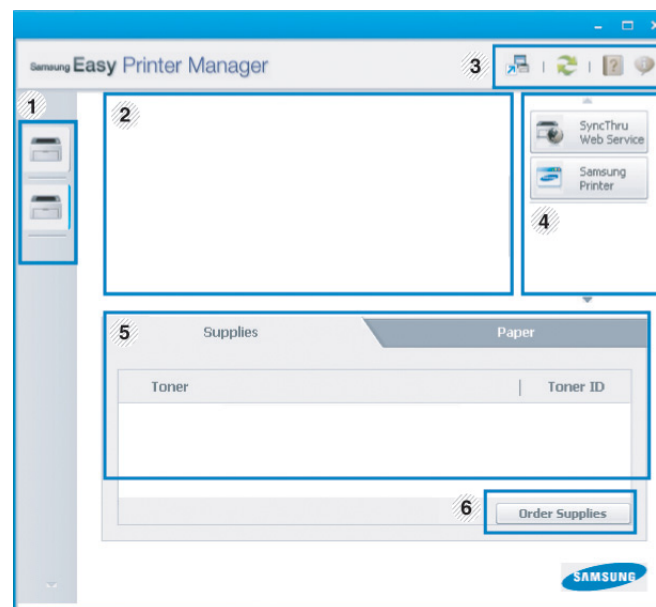 Samsung Easy Printer Manager
3
1
2
SyncThru
Web Service
Samsung
Printer
4
5
Supplies
Paper
Toner
Toner ID
6
Order Supplies
SAMSUNG